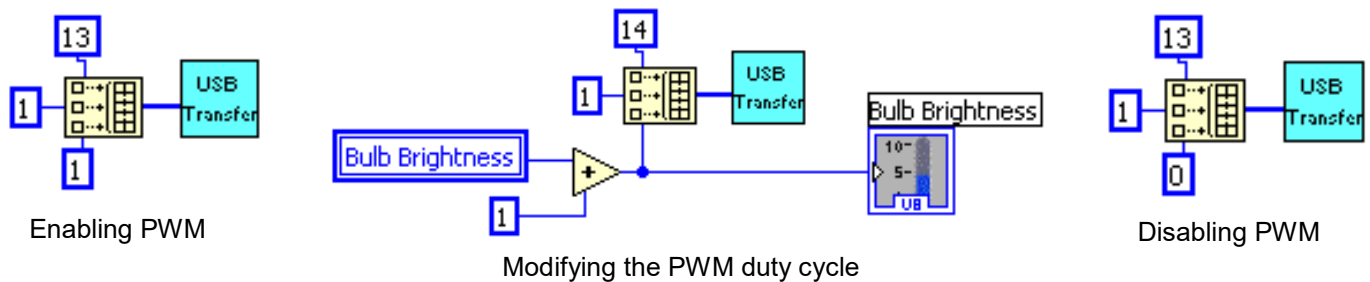 13
1
USB
Transfer
1
Enabling PWM
14
1
USB
Transfer
Bulb Brightness
Bulb Brightness
+
1
10-
5-
U8
Modifying the PWM duty cycle
13
1
USB
Transfer
0
Disabling PWM